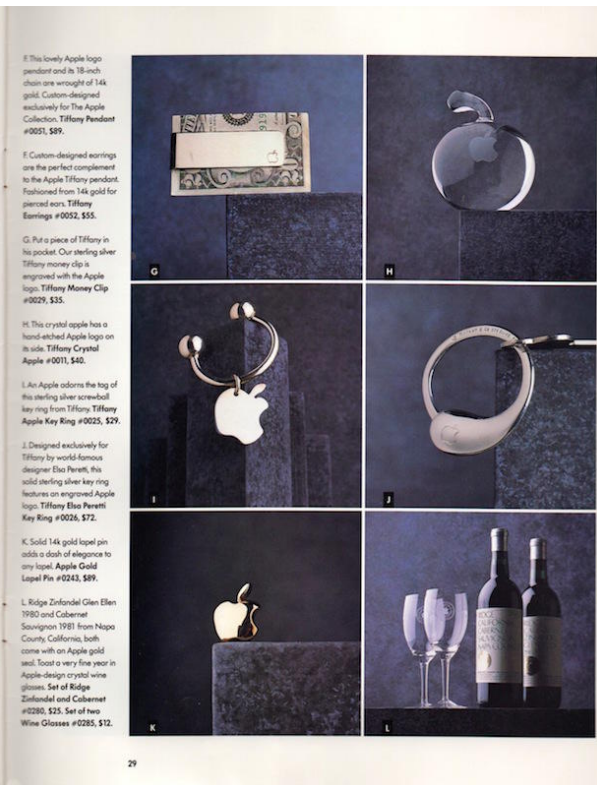 F. This lovely Apple logo
pendant and its 18-inch
chain are wrought of 14k
gold. Custom-designed
exclusively for The Apple
Collection. Tiffany Pendant
#0051, $89.
F. Custom-designed earrings
are the perfect complement
to the Apple Tiffany pendant.
Fashioned from 14k gold for
pierced ears. Tiffany
Earrings #0052, $55.
G. Put a piece of Tiffany in
his pocket. Our sterling silver
Tiffany money clip is
engraved with the Apple
logo. Tiffany Money Clip
#0029, $35.
H. This crystal apple has a
hand-etched Apple logo on
its side. Tiffany Crystal
Apple #0011, $40.
I. An Apple adorns the tag of
this sterling silver screwball
key ring from Tiffany. Tiffany
Apple Key Ring #0025, $29.
J. Designed exclusively for
Tiffany by world-famous
designer Elsa Peretti, this
solid sterling silver key ring
features an engraved Apple
logo. Tiffany Elsa Peretti
Key Ring #0026, $72.
K. Solid 14k gold lapel pin
adds a dash of elegance to
any lapel. Apple Gold
Lapel Pin #0243, $89.
L. Ridge Zinfandel Glen Ellen
1980 and Cabernet
Sauvignon 1981 from Napa
County, California, both
come with an Apple gold
seal. Toast a very fine year in
Apple-design crystal wine
glasses. Set of Ridge
Zinfandel and Cabernet
#0280, $25. Set of two
Wine Glasses #0285, $12.
G
H
I
J
RIDGE
CALIFORNIA
CABERNET
SAUVIGNON
K
L
29